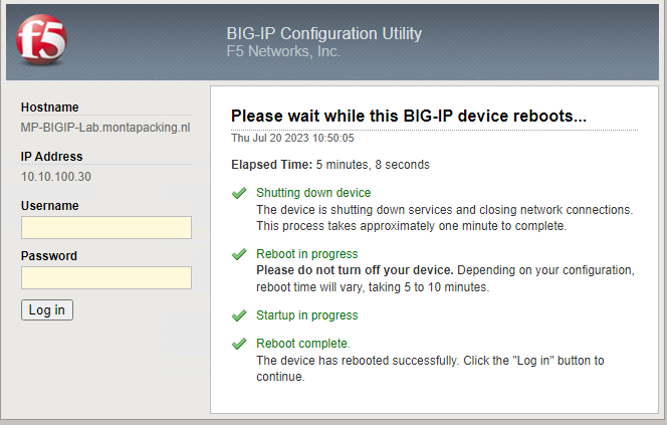 f5
BIG-IP Configuration Utility
F5 Networks, Inc.
Hostname
MP-BIGIP-Lab.montapacking.nl
IP Address
10.10.100.30
Username
Password
Log in
Please wait while this BIG-IP device reboots...
Thu Jul 20 2023 10:50:05
Elapsed Time: 5 minutes, 8 seconds
Shutting down device
The device is shutting down services and closing network connections.
This process takes approximately one minute to complete.
Reboot in progress
Please do not turn off your device. Depending on your configuration,
reboot time will vary, taking 5 to 10 minutes.
Startup in progress
Reboot complete.
The device has rebooted successfully. Click the "Log in" button to
continue.